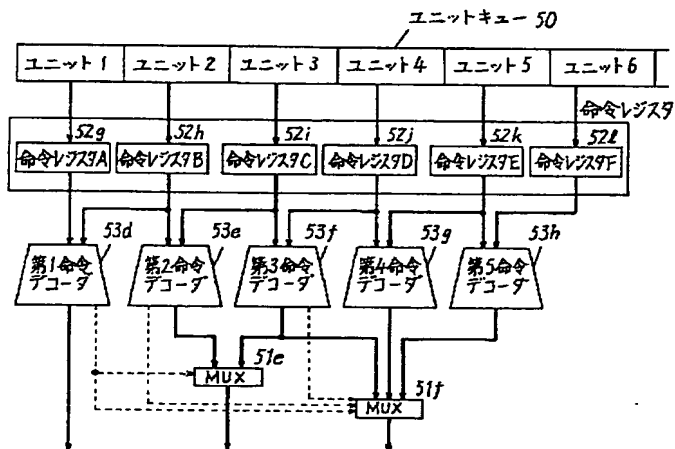 ユニットキュー 50
ユニット1 ユニット2 ユニット3 ユニット4 ユニット5 ユニット6
命令レジスタ
52g 52h 52i 52j 52k 52l
命令レジスタA 命令レジスタB 命令レジスタC 命令レジスタD 命令レジスタE 命令レジスタF
53d 53e 53f 53g 53h
第1命令 第2命令 第3命令 第4命令 第5命令
デコーダ デコーダ デコーダ デコーダ デコーダ
51e
MUX
51f
MUX